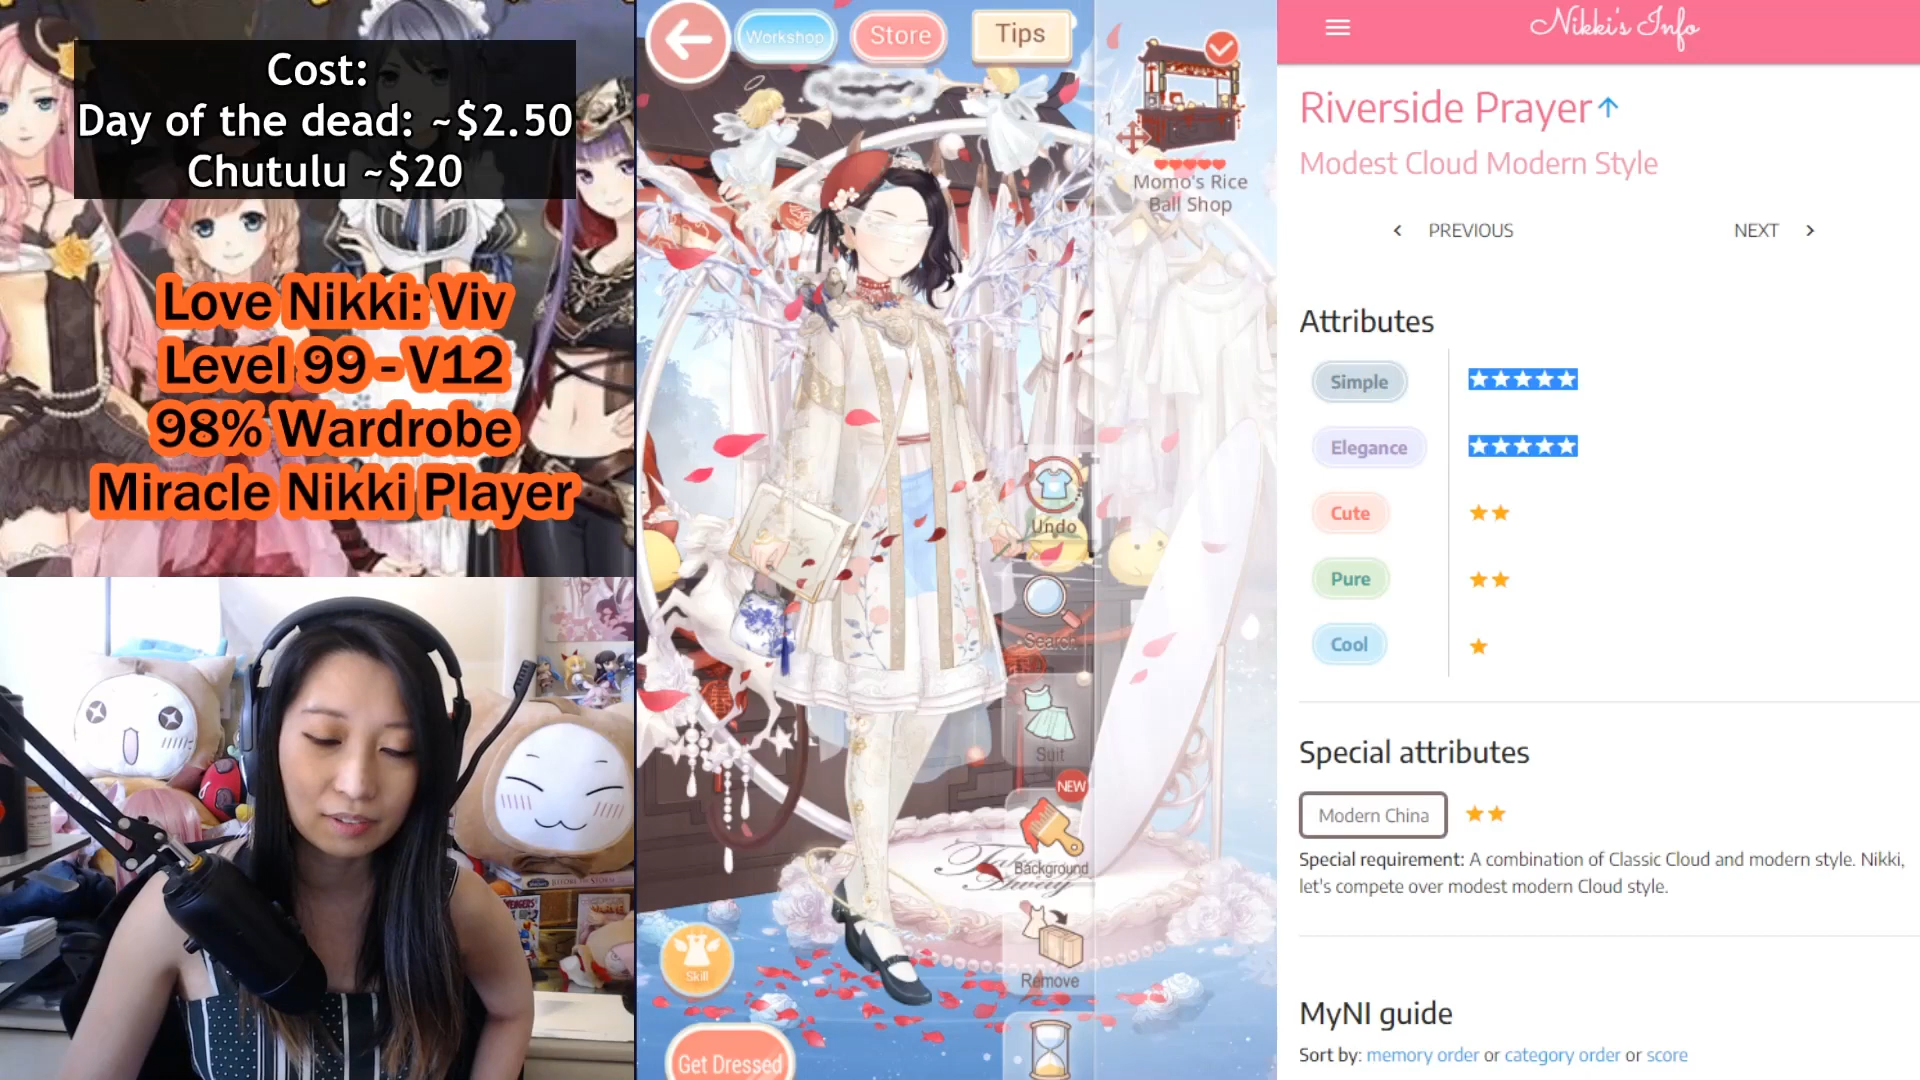 Cost:
Day of the dead: ~$2.50
Chutulu ~$20
Love Nikki: Viv
Level 99 - V12
98% Wardrobe
Miracle Nikki Player
Workshop
Store
Tips
1
Momo's Rice
Ball Shop
Undo
Search
Suit
NEW
Background
Remove
Skill
Get Dressed
Nikki's Info
Riverside Prayer↑
Modest Cloud Modern Style
< PREVIOUS
NEXT >
Attributes
Simple
Elegance
Cute
Pure
Cool
Special attributes
Modern China
Special requirement: A combination of Classic Cloud and modern style. Nikki,
let's compete over modest modern Cloud style.
MyNI guide
Sort by: memory order or category order or score